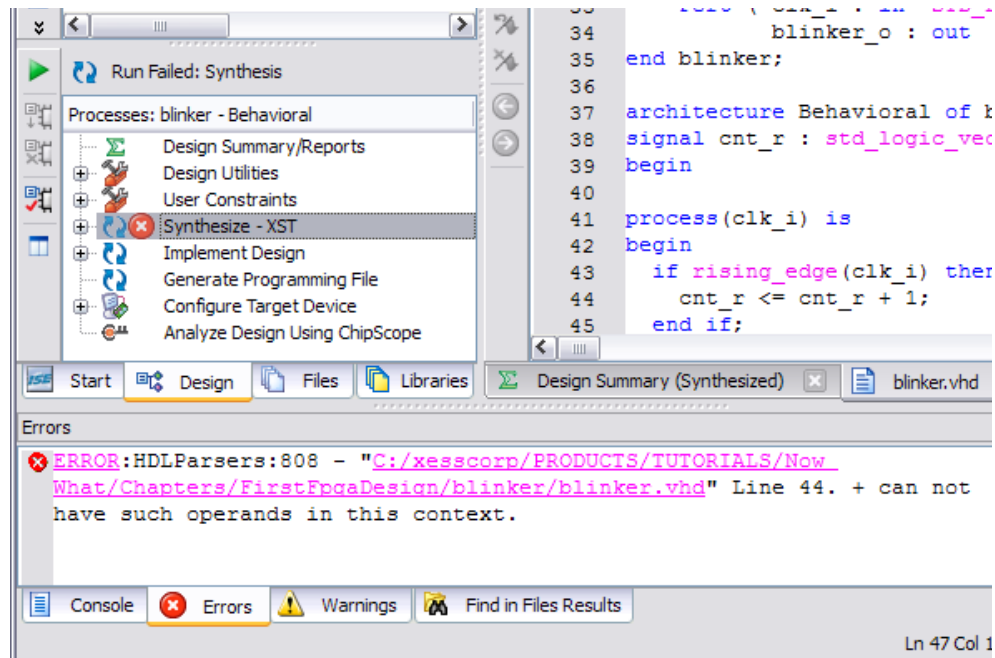 Run Failed: Synthesis
Processes: blinker - Behavioral
Design Summary/Reports
Design Utilities
User Constraints
Synthesize - XST
Implement Design
Generate Programming File
Configure Target Device
Analyze Design Using ChipScope
ISE Start Design Files Libraries
34 blinker_o : out
35 end blinker;
36
37 architecture Behavioral of b
38 signal cnt_r : std_logic_vec
39 begin
40
41 process(clk_i) is
42 begin
43 if rising_edge(clk_i) then
44 cnt_r <= cnt_r + 1;
45 end if;
Design Summary (Synthesized) blinker.vhd
Errors
ERROR:HDLParsers:808 - "C:/xesscorp/PRODUCTS/TUTORIALS/Now
What/Chapters/FirstFpgaDesign/blinker/blinker.vhd" Line 44. + can not
have such operands in this context.
Console Errors Warnings Find in Files Results
Ln 47 Col 1